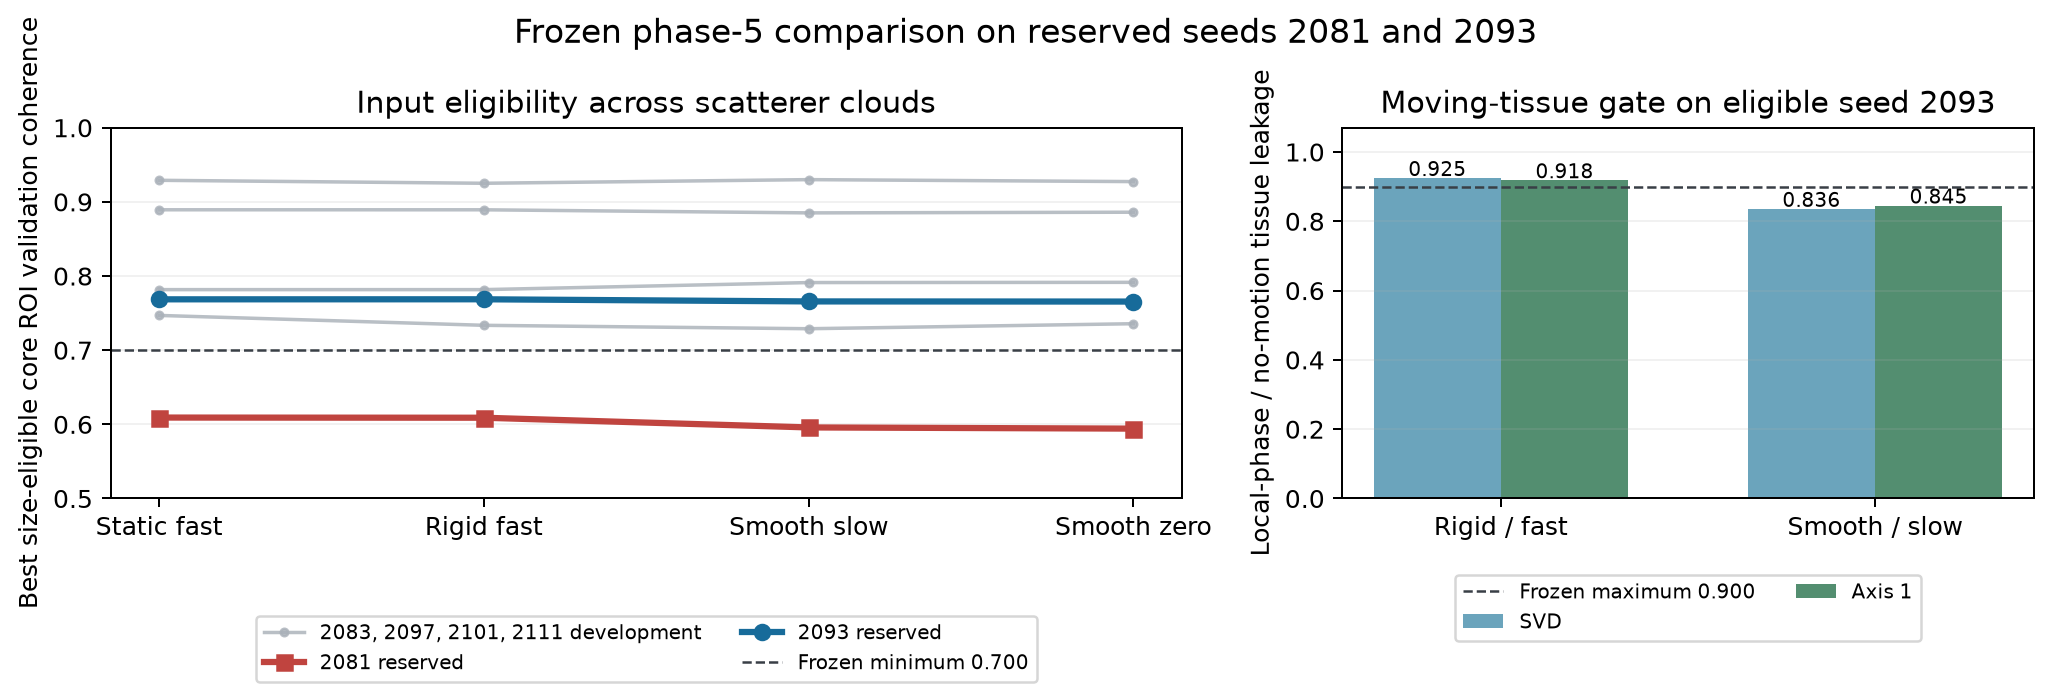 Frozen phase-5 comparison on reserved seeds 2081 and 2093
Input eligibility across scatterer clouds
Best size-eligible core ROI validation coherence
1.0
0.9
0.8
0.7
0.6
0.5
Static fast
Rigid fast
Smooth slow
Smooth zero
2083, 2097, 2101, 2111 development
2081 reserved
2093 reserved
Frozen minimum 0.700
Moving-tissue gate on eligible seed 2093
Local-phase / no-motion tissue leakage
1.0
0.8
0.6
0.4
0.2
0.0
0.925
0.918
0.836
0.845
Rigid / fast
Smooth / slow
Frozen maximum 0.900
SVD
Axis 1